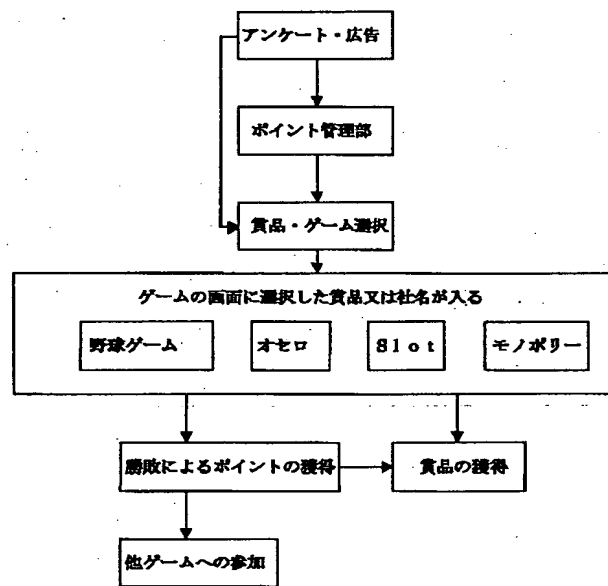 アンケート・広告
ポイント管理部
賞品・ゲーム選択
ゲームの画面に選択した賞品又は社名が入る
野球ゲーム
オセロ
Slot
モノポリー
勝敗によるポイントの獲得
賞品の獲得
他ゲームへの参加